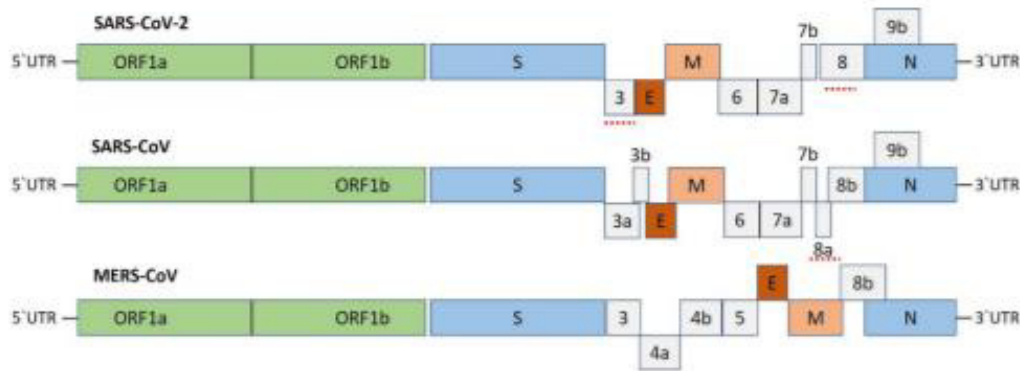 SARS-CoV-2
7b 9b
5`UTR ORF1a ORF1b S M 8 N 3`UTR
3 E 6 7a
SARS-CoV
3b 7b 9b
5`UTR ORF1a ORF1b S M 8b N 3`UTR
3a E 6 7a
8a
MERS-CoV
E 8b
5`UTR ORF1a ORF1b S 3 4b 5 M N 3`UTR
4a